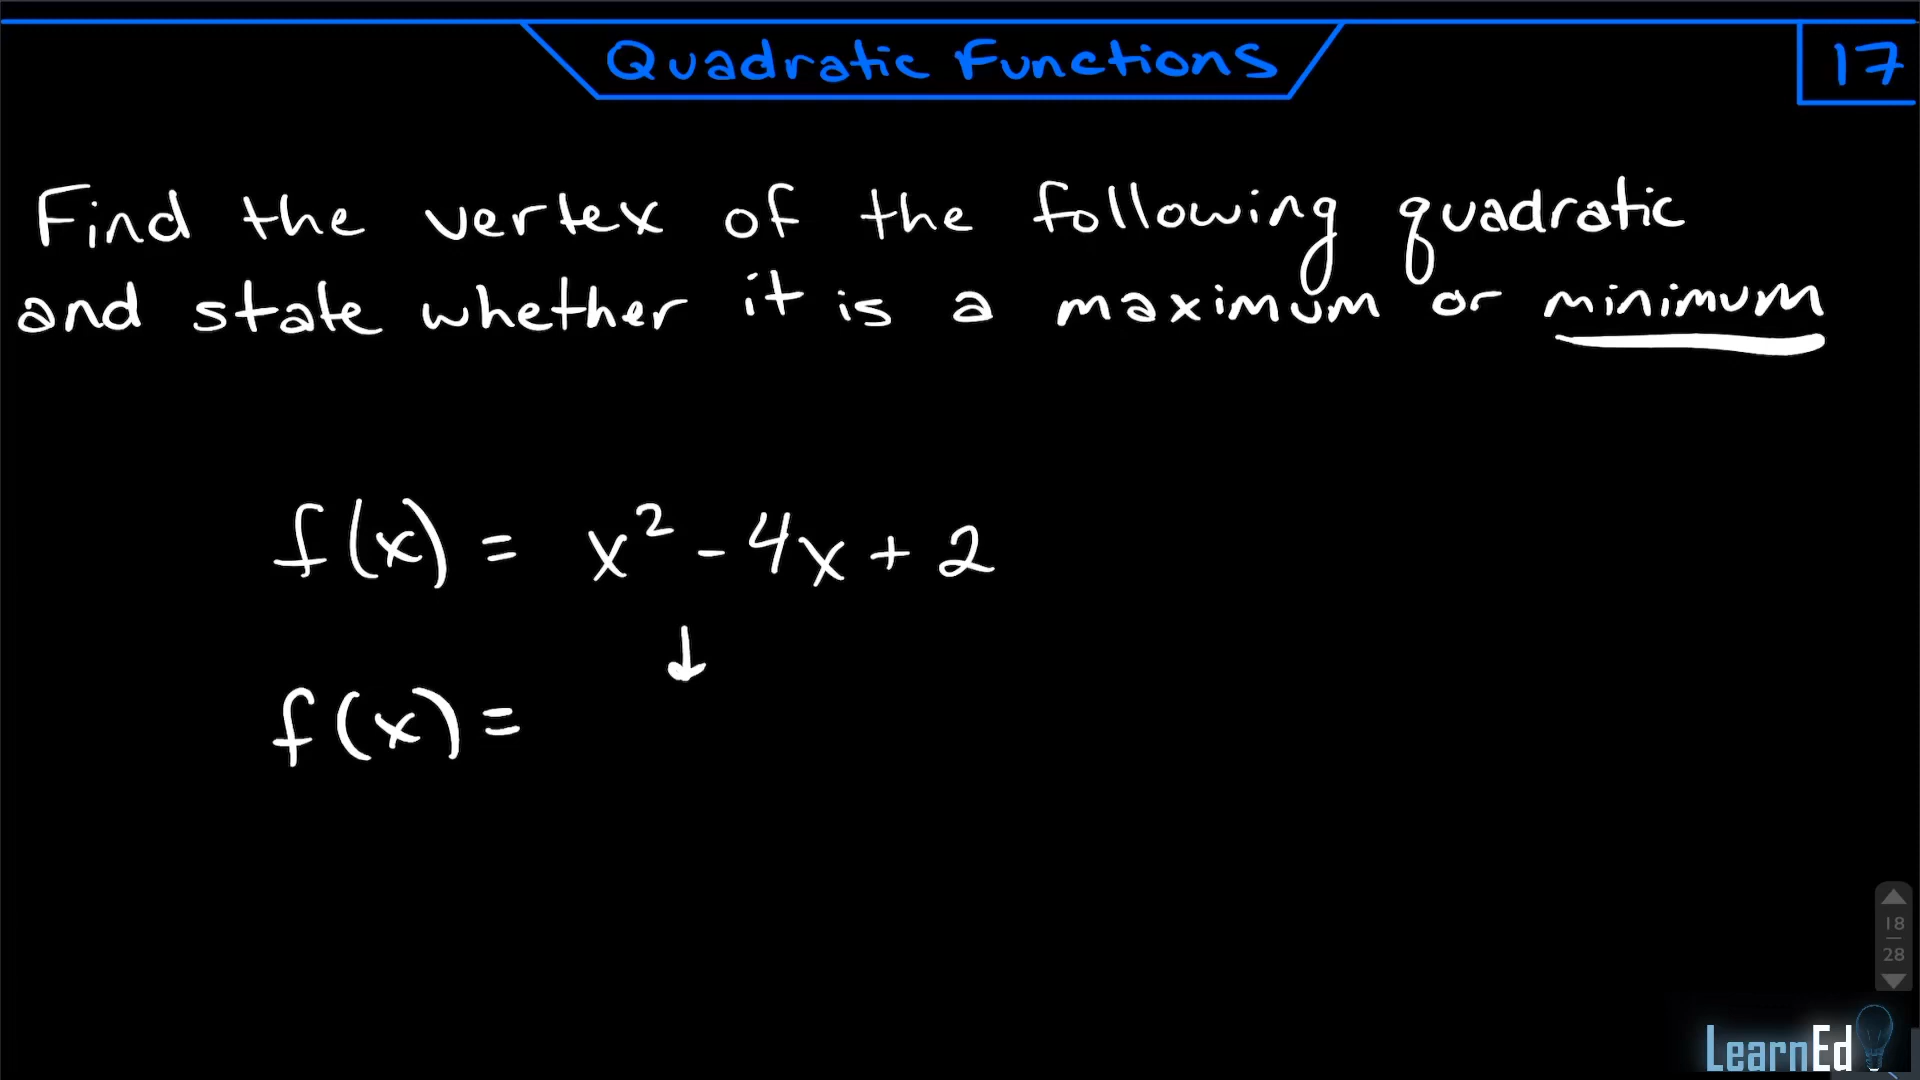 Quadratic Functions
17
Find the vertex of the following quadratic
and state whether it is a maximum or minimum
f(x) = x² - 4x + 2
↓
f(x) =
18
28
LearnEd